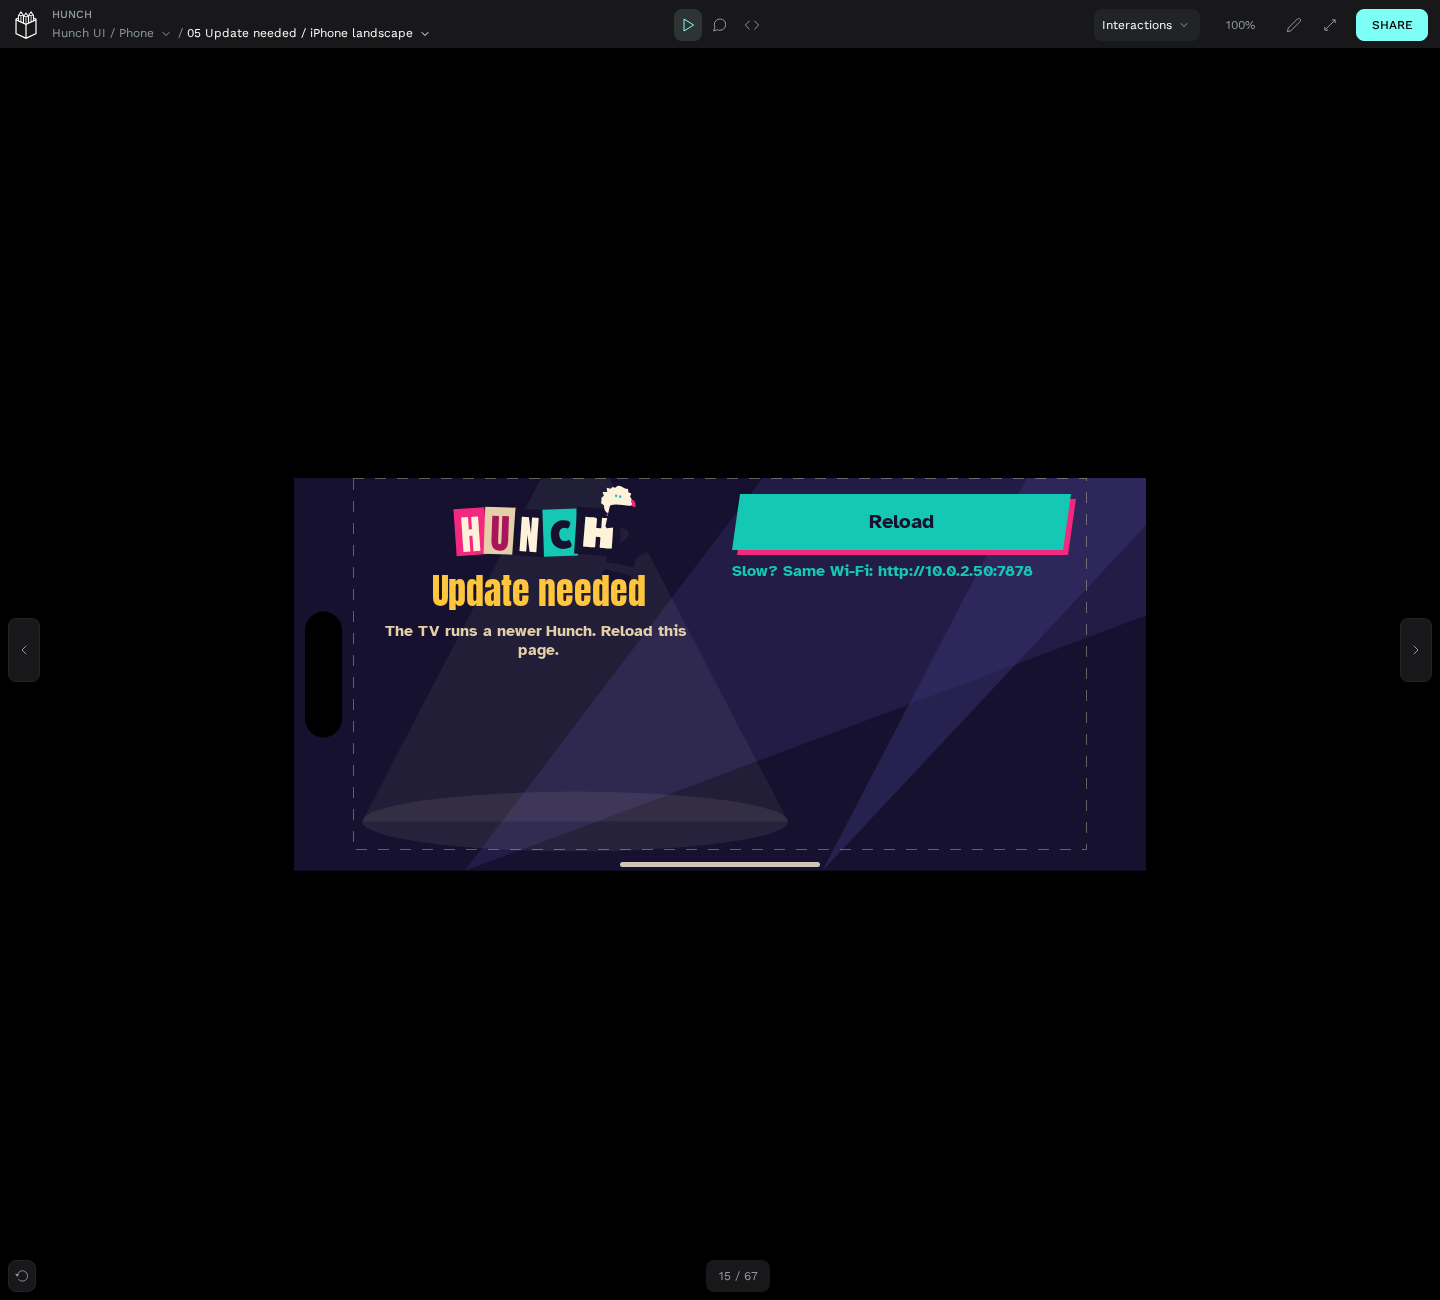 HUNCH
Hunch UI / Phone / 05 Update needed / iPhone landscape
Interactions
100%
SHARE
HUNCH
Update needed
The TV runs a newer Hunch. Reload this
page.
Reload
Slow? Same Wi-Fi: http://10.0.2.50:7878
15 / 67